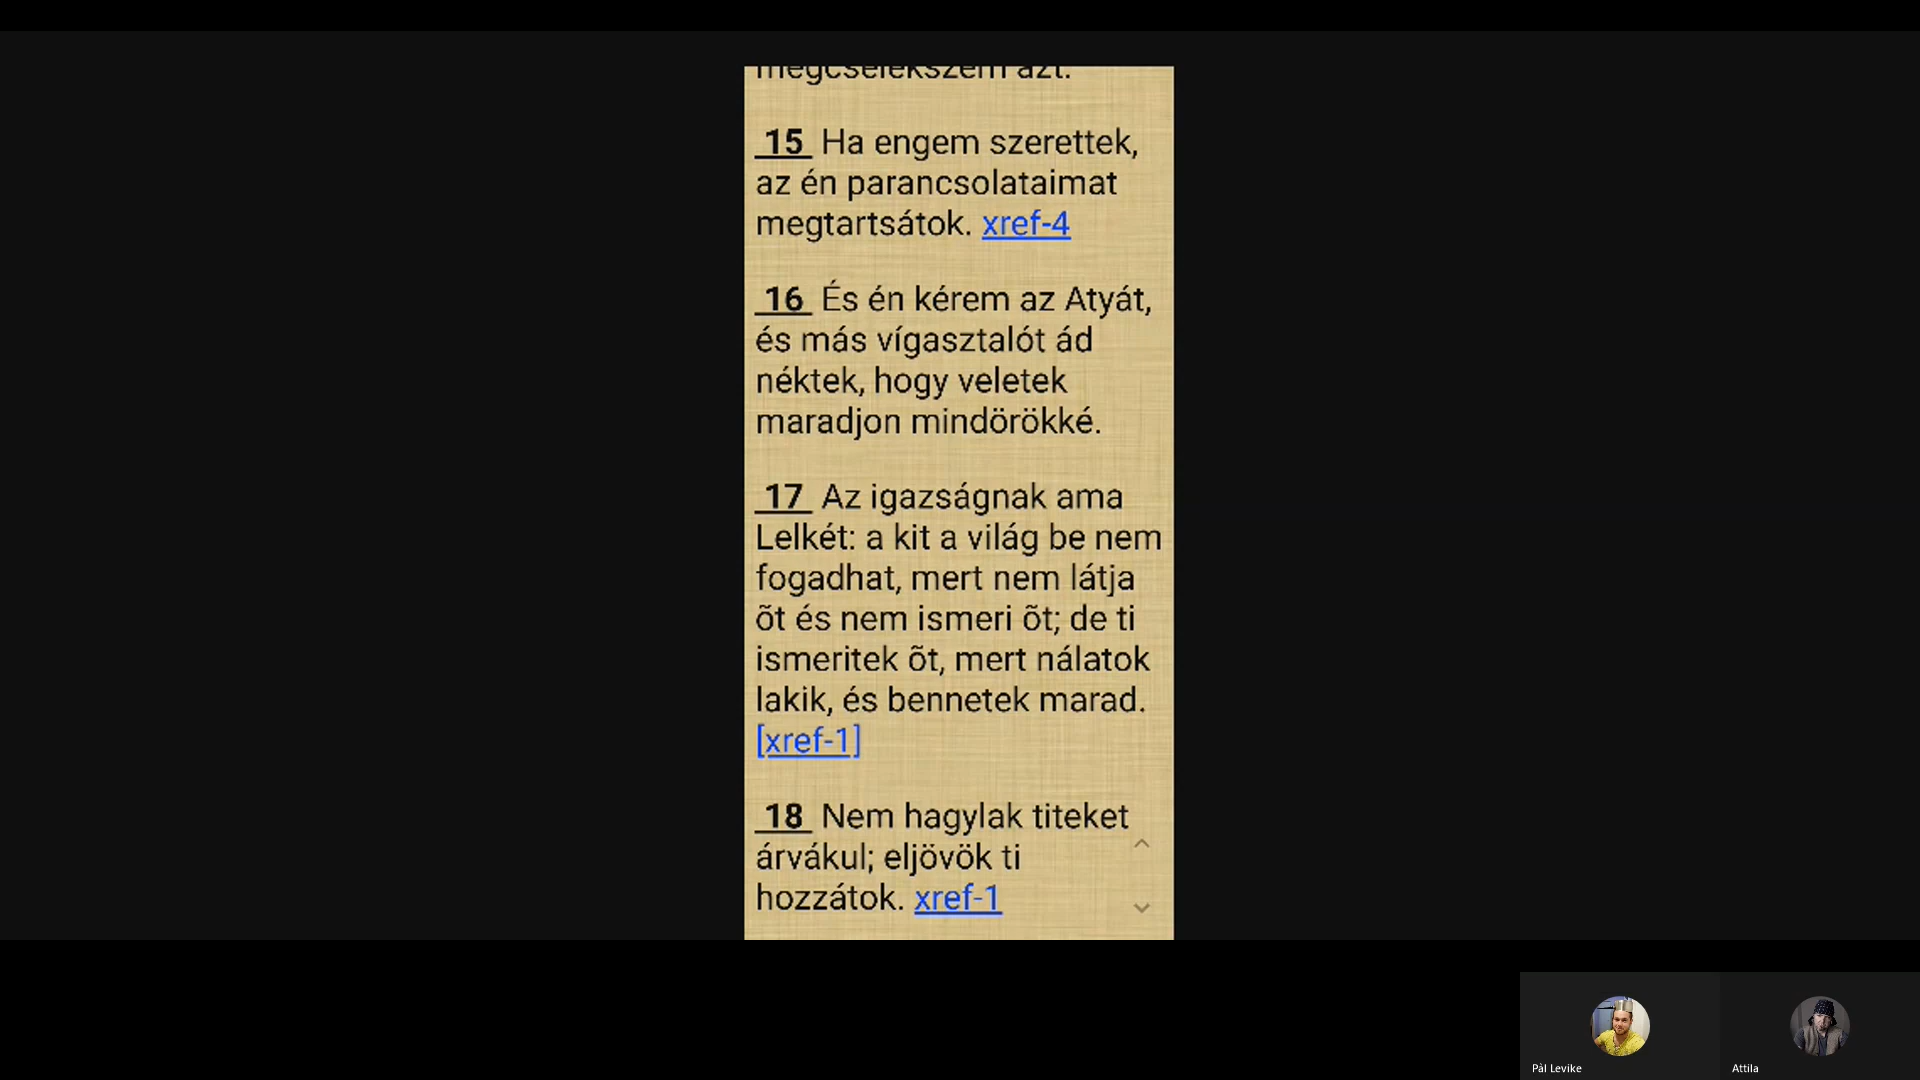 megcselekszem azt.
15 Ha engem szerettek,
az én parancsolataimat
megtartsátok. xref-4
16 És én kérem az Atyát,
és más vígasztalót ád
néktek, hogy veletek
maradjon mindörökké.
17 Az igazságnak ama
Lelkét: a kit a világ be nem
fogadhat, mert nem látja
õt és nem ismeri õt; de ti
ismeritek õt, mert nálatok
lakik, és bennetek marad.
[xref-1]
18 Nem hagylak titeket
árvákul; eljövök ti
hozzátok. xref-1
Pàl Levike
Attila